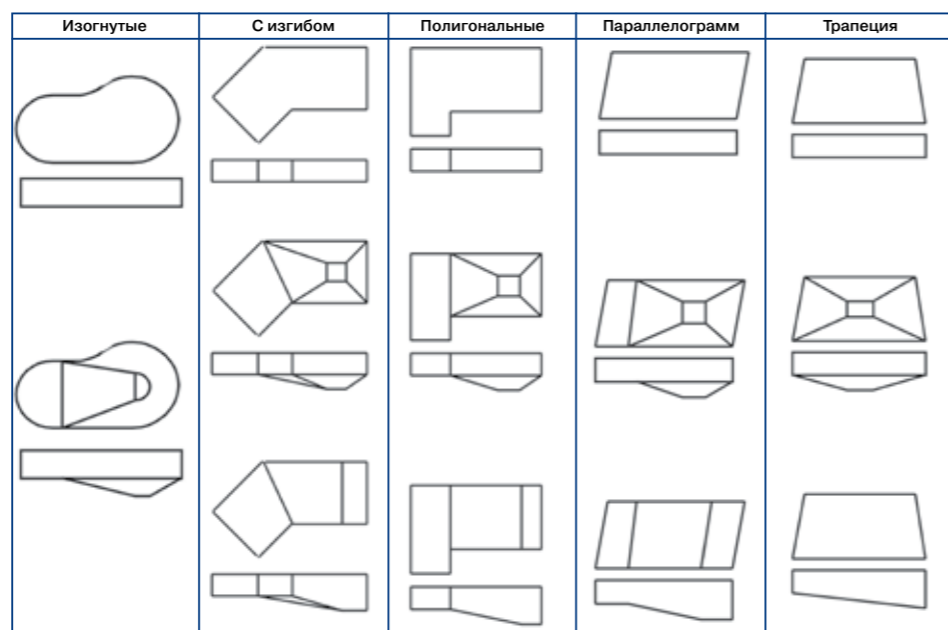 Изогнутые
С изгибом
Полигональные
Параллелограмм
Трапеция